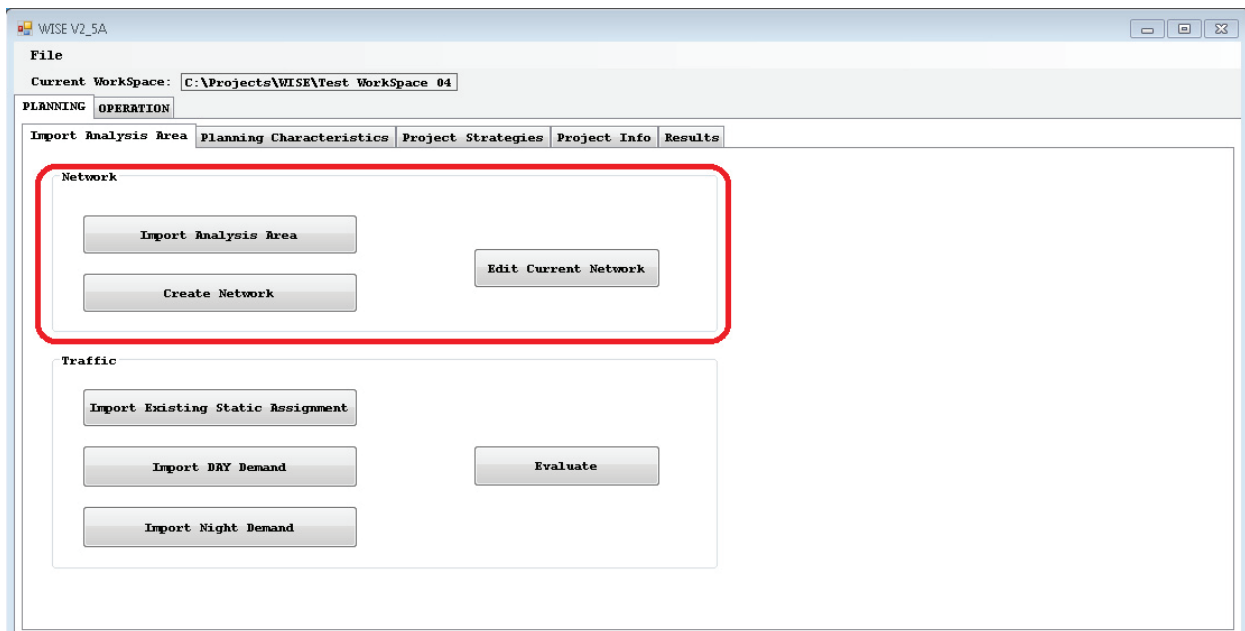 WISE V2_5A
File
Current WorkSpace: C:\Projects\WISE\Test WorkSpace 04
PLANNING OPERATION
Import Analysis Area Planning Characteristics Project Strategies Project Info Results
Network
Import Analysis Area
Edit Current Network
Create Network
Traffic
Import Existing Static Assignment
Import DAY Demand
Evaluate
Import Night Demand